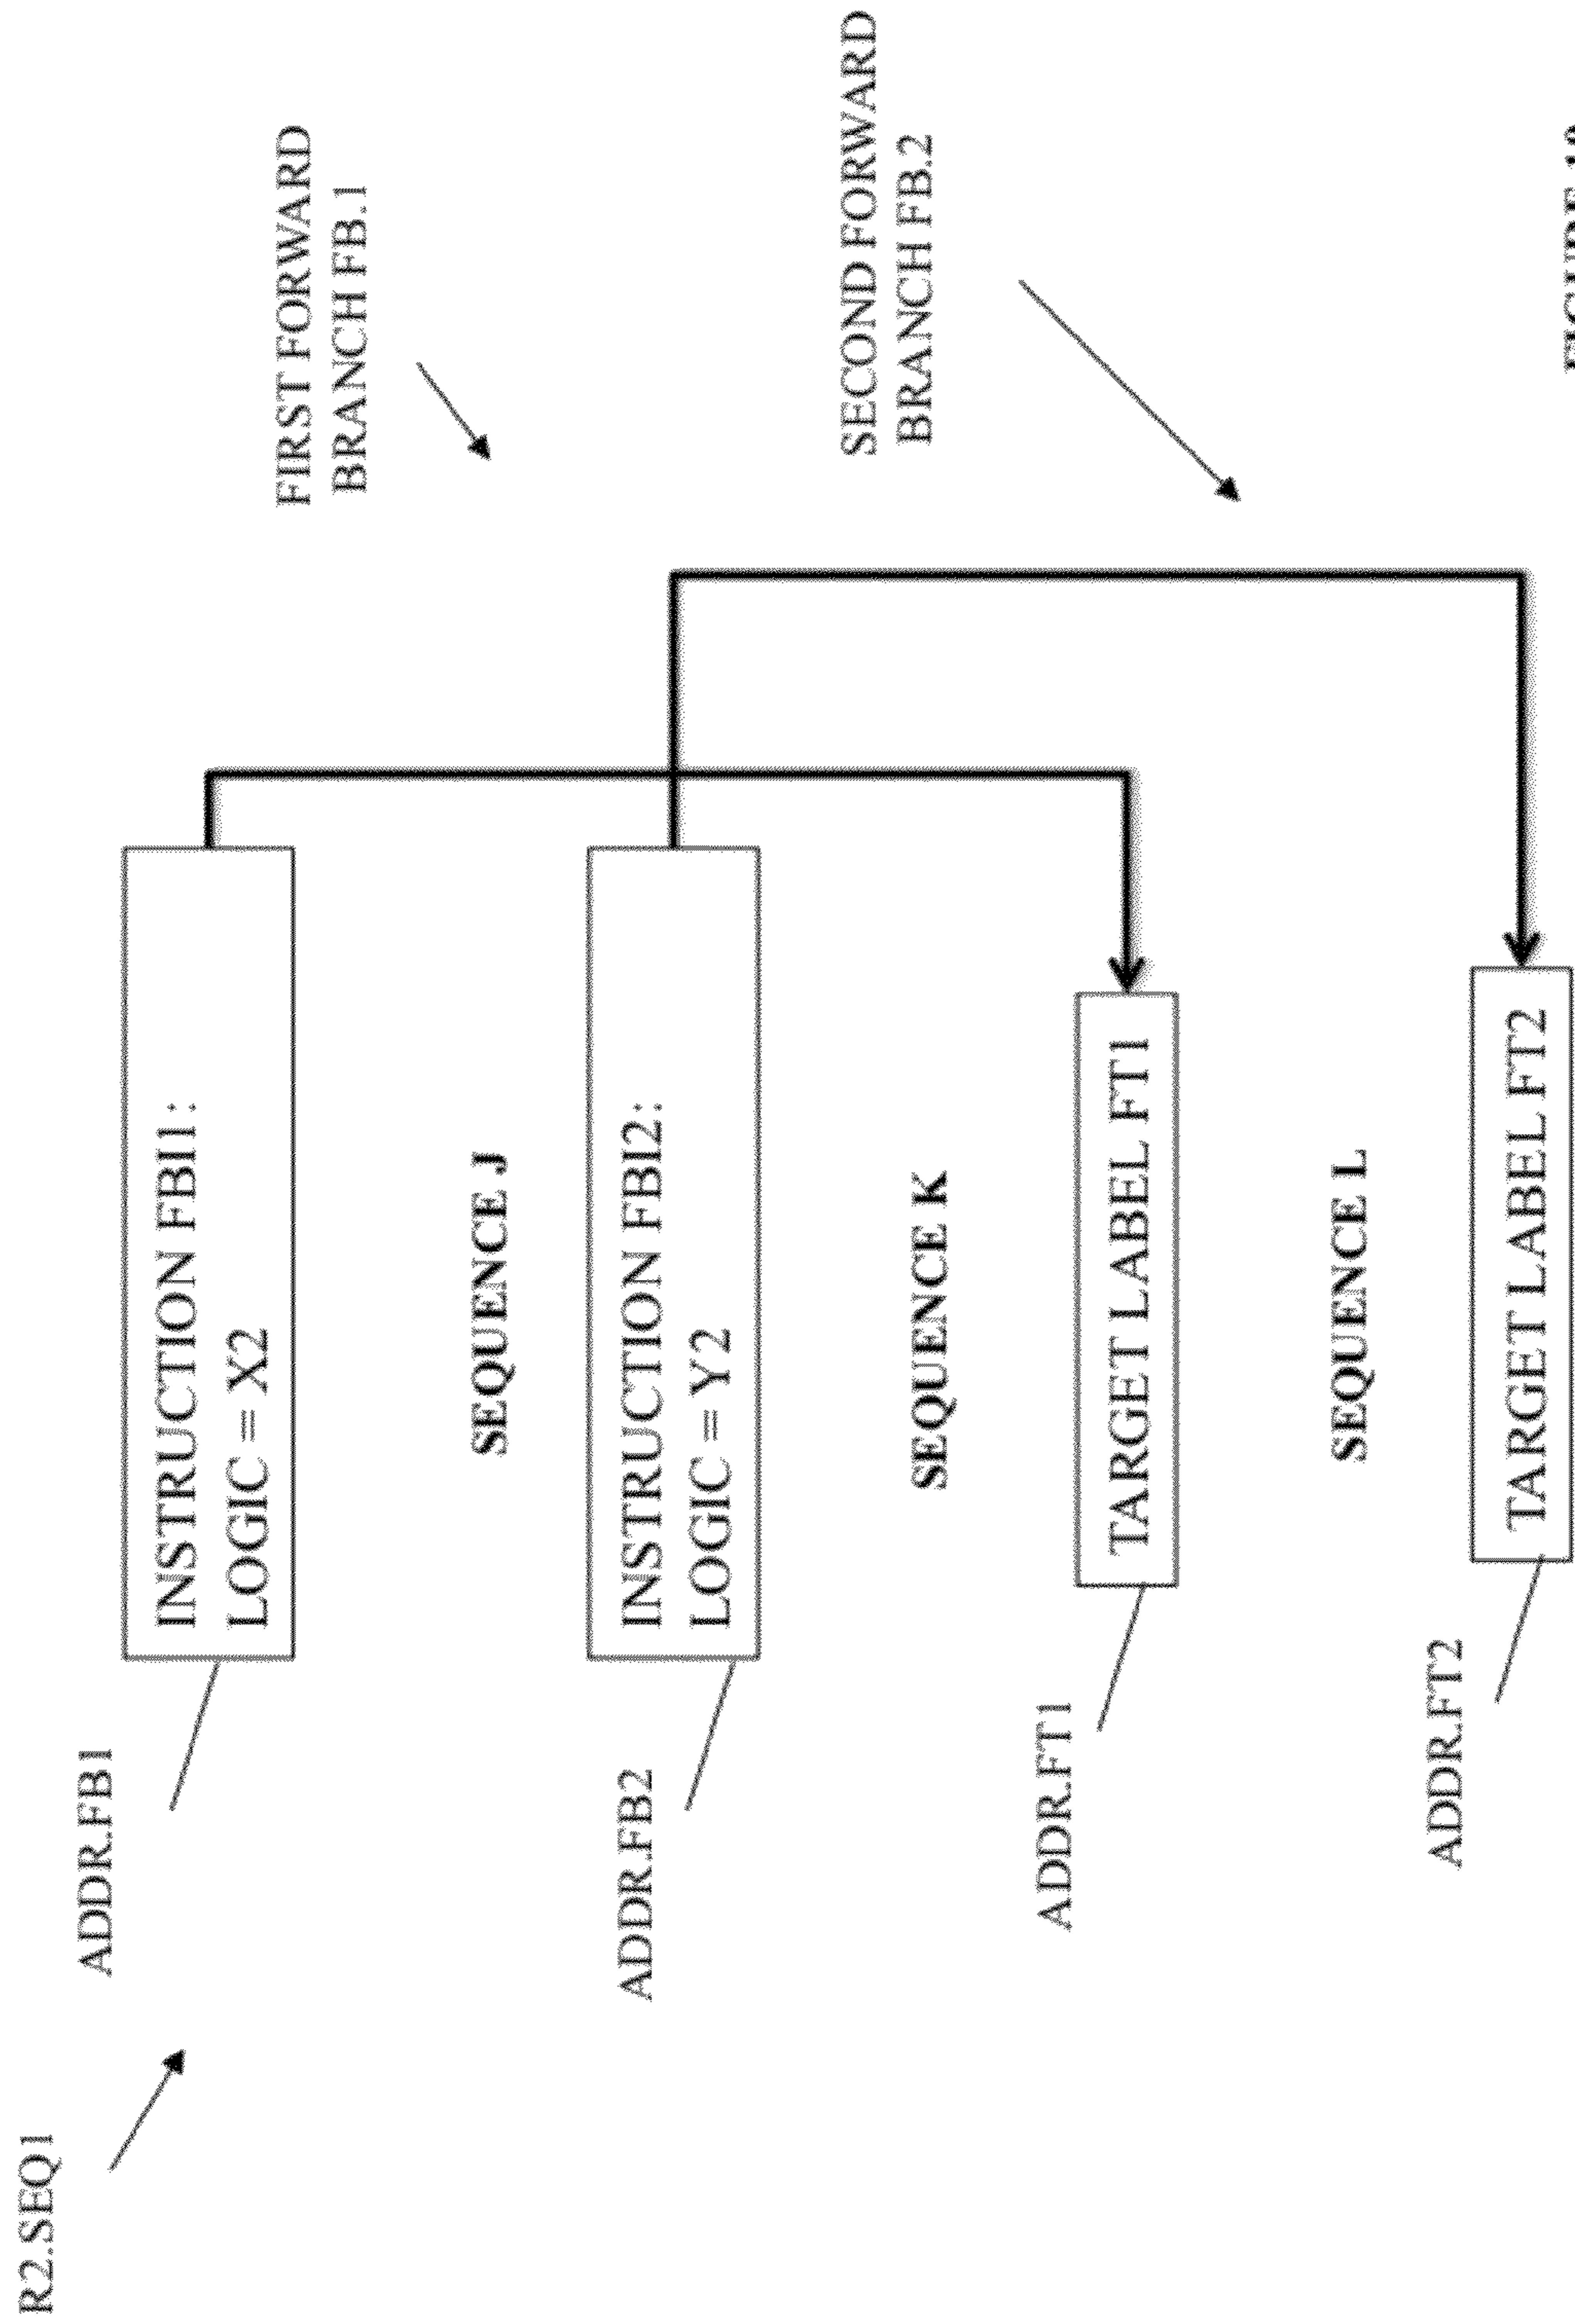 R2.SEQ1
ADDR.FB1
INSTRUCTION FBI1:
LOGIC = X2
FIRST FORWARD
BRANCH FB.1
SEQUENCE J
ADDR.FB2
INSTRUCTION FBI2:
LOGIC = Y2
SECOND FORWARD
BRANCH FB.2
SEQUENCE K
ADDR.FT1
TARGET LABEL FT1
SEQUENCE L
ADDR.FT2
TARGET LABEL FT2